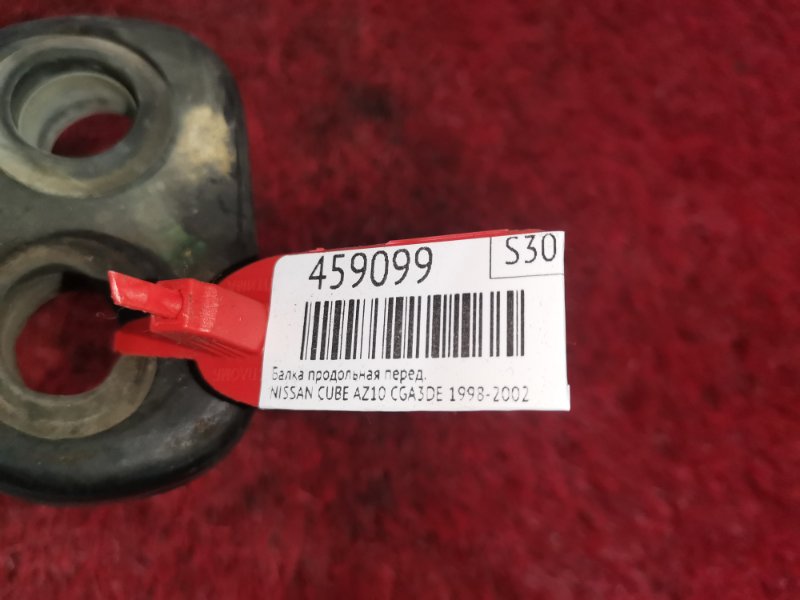 459099
S30
Балка продольная перед.
NISSAN CUBE AZ10 CGA3DE 1998-2002